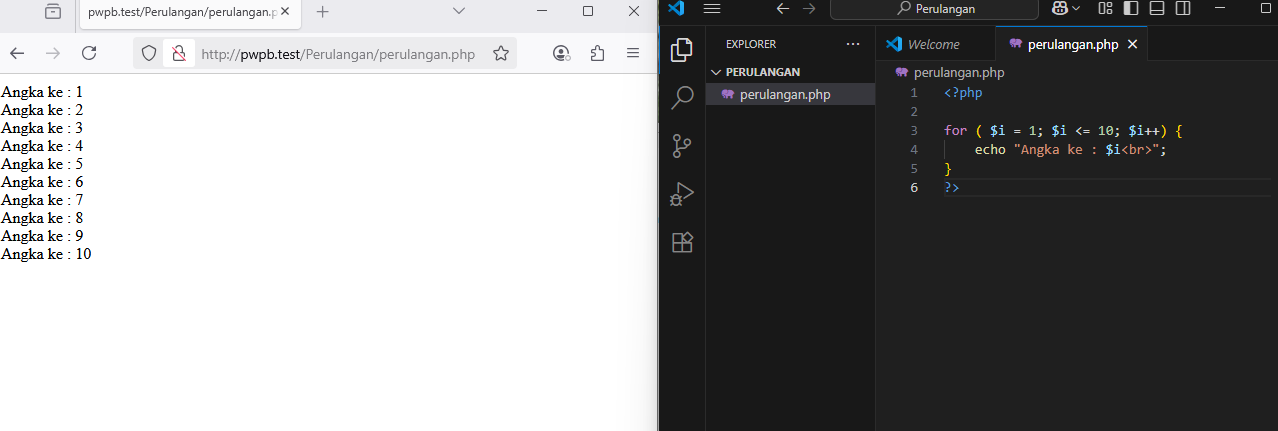 pwpb.test/Perulangan/perulangan.p
http://pwpb.test/Perulangan/perulangan.php
Angka ke : 1
Angka ke : 2
Angka ke : 3
Angka ke : 4
Angka ke : 5
Angka ke : 6
Angka ke : 7
Angka ke : 8
Angka ke : 9
Angka ke : 10
Perulangan
EXPLORER
PERULANGAN
perulangan.php
Welcome
perulangan.php
perulangan.php
1 <?php
2
3 for ( $i = 1; $i <= 10; $i++) {
4 echo "Angka ke : $i<br>";
5 }
6 ?>